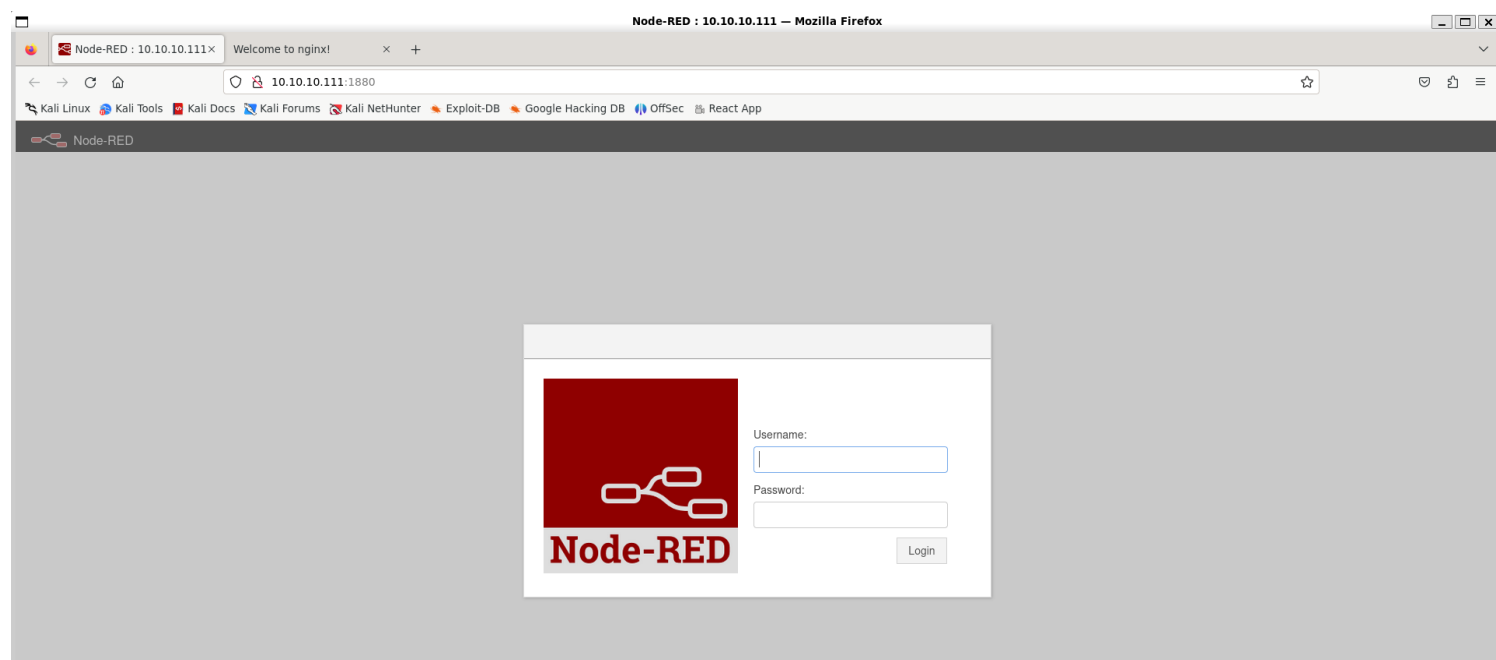 Node-RED : 10.10.10.111 — Mozilla Firefox
Node-RED : 10.10.10.111 Welcome to nginx!
10.10.10.111:1880
Kali Linux Kali Tools Kali Docs Kali Forums Kali NetHunter Exploit-DB Google Hacking DB OffSec React App
Node-RED
Username:
Password:
Login
Node-RED